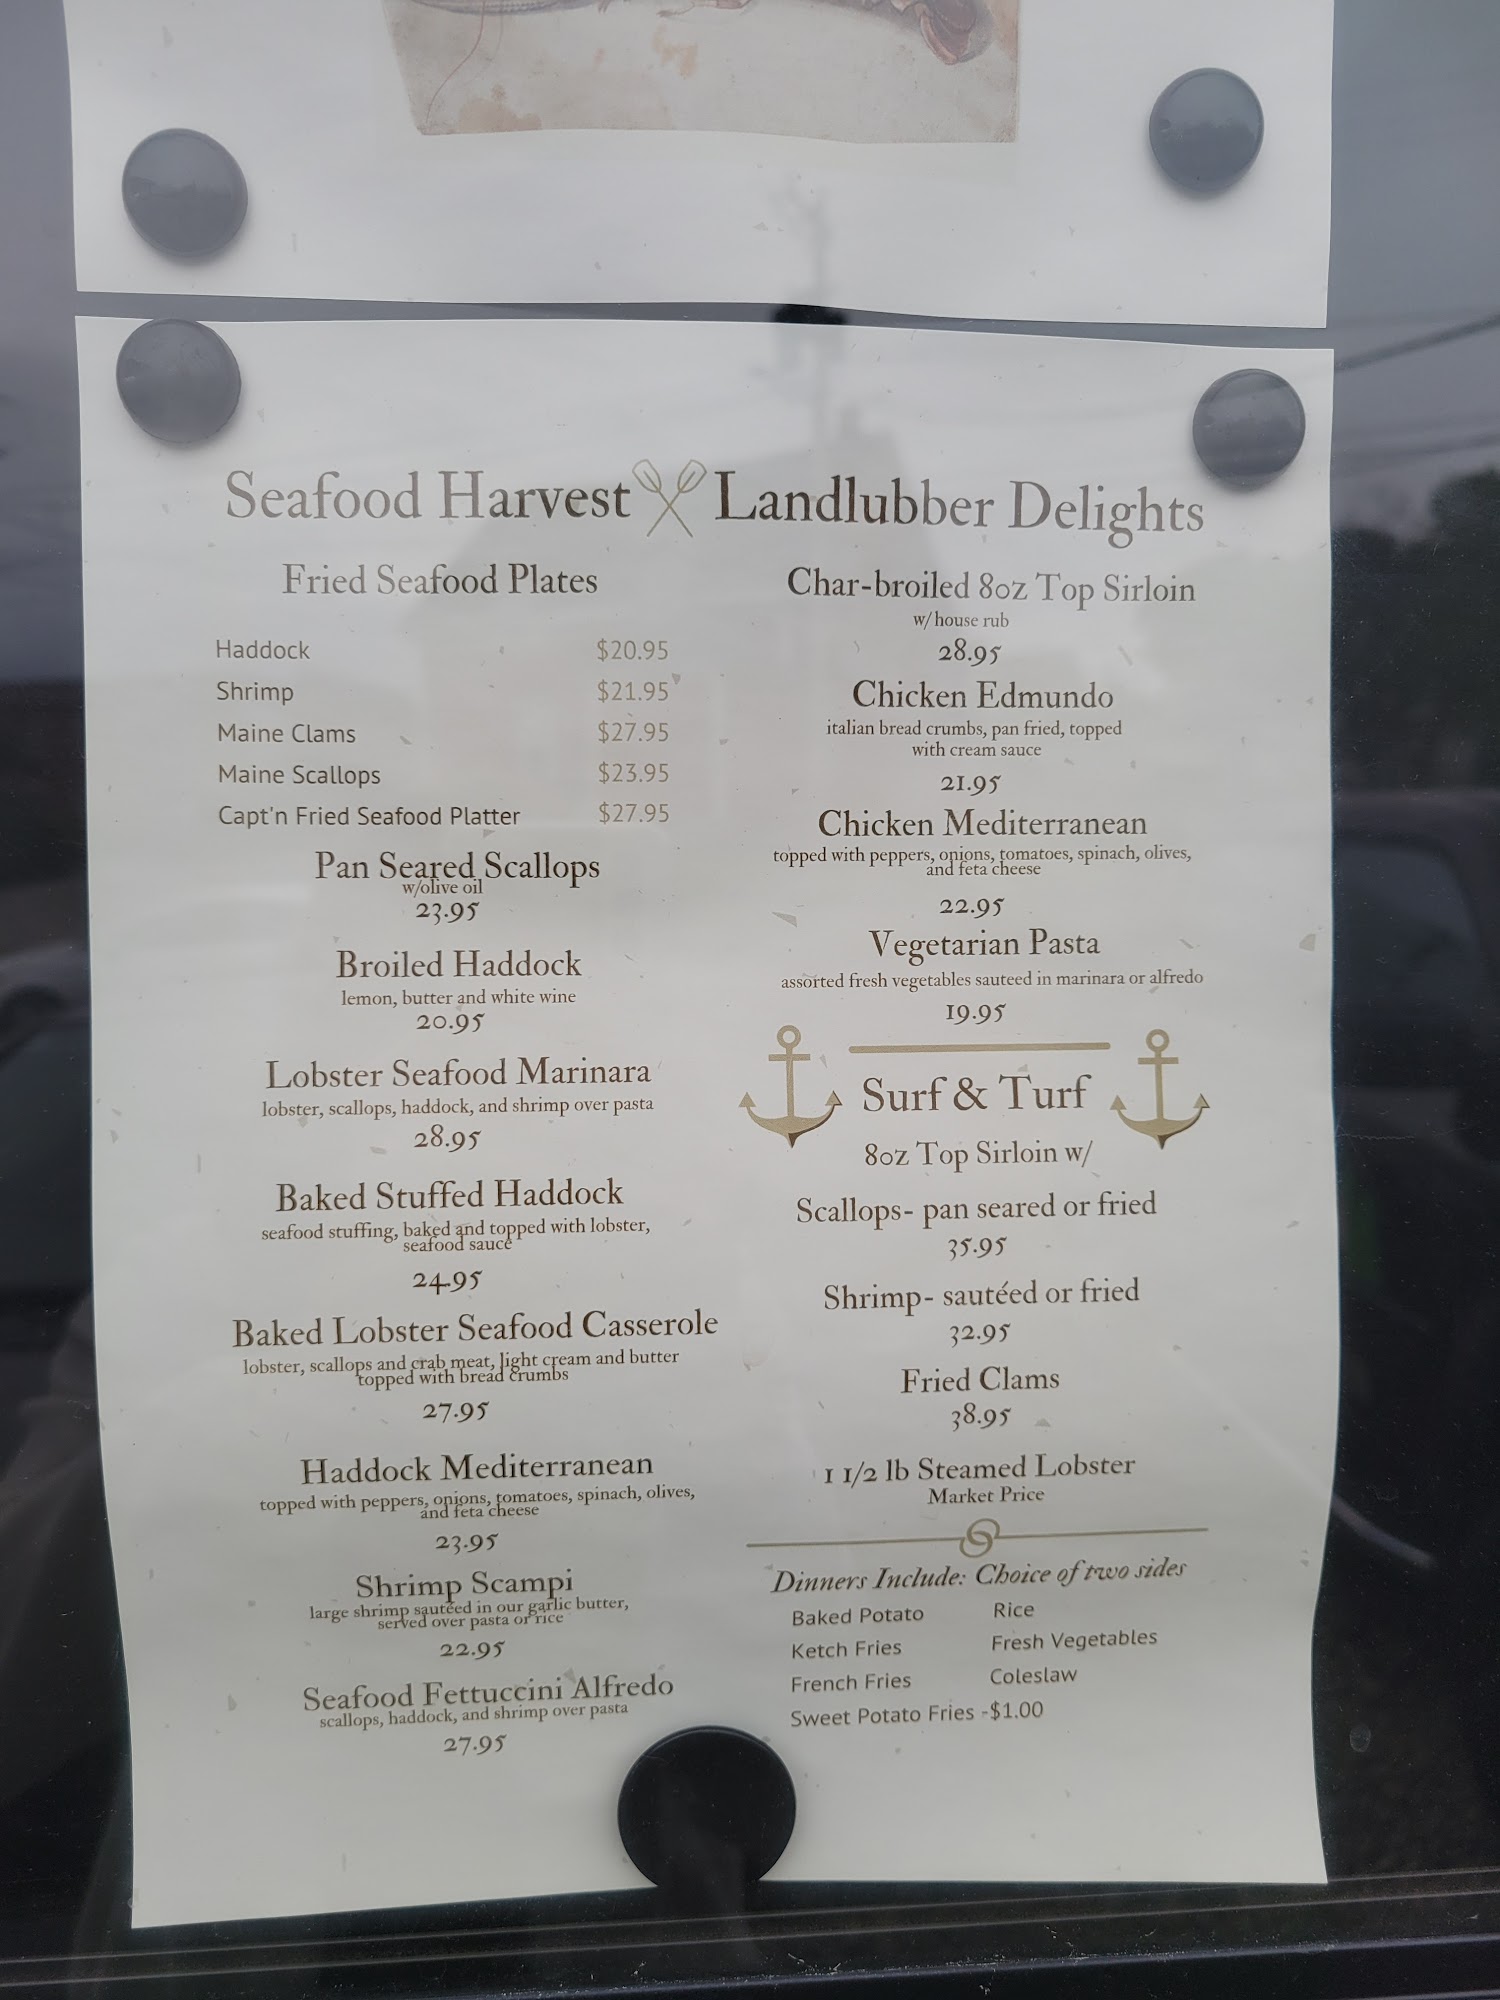 Seafood Harvest Landlubber Delights
Fried Seafood Plates
Haddock $20.95
Shrimp $21.95
Maine Clams $27.95
Maine Scallops $23.95
Capt'n Fried Seafood Platter $27.95
Pan Seared Scallops
w/olive oil
23.95
Broiled Haddock
lemon, butter and white wine
20.95
Lobster Seafood Marinara
lobster, scallops, haddock, and shrimp over pasta
28.95
Baked Stuffed Haddock
seafood stuffing, baked and topped with lobster,
seafood sauce
24.95
Baked Lobster Seafood Casserole
lobster, scallops and crab meat, light cream and butter
topped with bread crumbs
27.95
Haddock Mediterranean
topped with peppers, onions, tomatoes, spinach, olives,
and feta cheese
23.95
Shrimp Scampi
large shrimp sautéed in our garlic butter,
served over pasta or rice
22.95
Seafood Fettuccini Alfredo
scallops, haddock, and shrimp over pasta
27.95
Char-broiled 8oz Top Sirloin
w/ house rub
28.95
Chicken Edmundo
italian bread crumbs, pan fried, topped
with cream sauce
21.95
Chicken Mediterranean
topped with peppers, onions, tomatoes, spinach, olives,
and feta cheese
22.95
Vegetarian Pasta
assorted fresh vegetables sauteed in marinara or alfredo
19.95
Surf & Turf
8oz Top Sirloin w/
Scallops- pan seared or fried
35.95
Shrimp- sautéed or fried
32.95
Fried Clams
38.95
1 1/2 lb Steamed Lobster
Market Price
Dinners Include: Choice of two sides
Baked Potato Rice
Ketch Fries Fresh Vegetables
French Fries Coleslaw
Sweet Potato Fries -$1.00